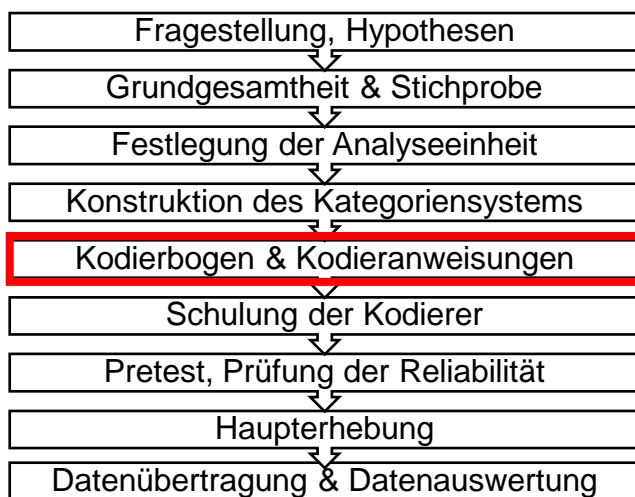 Fragestellung, Hypothesen
Grundgesamtheit & Stichprobe
Festlegung der Analyseeinheit
Konstruktion des Kategoriensystems
Kodierbogen & Kodieranweisungen
Schulung der Kodierer
Pretest, Prüfung der Reliabilität
Haupterhebung
Datenübertragung & Datenauswertung